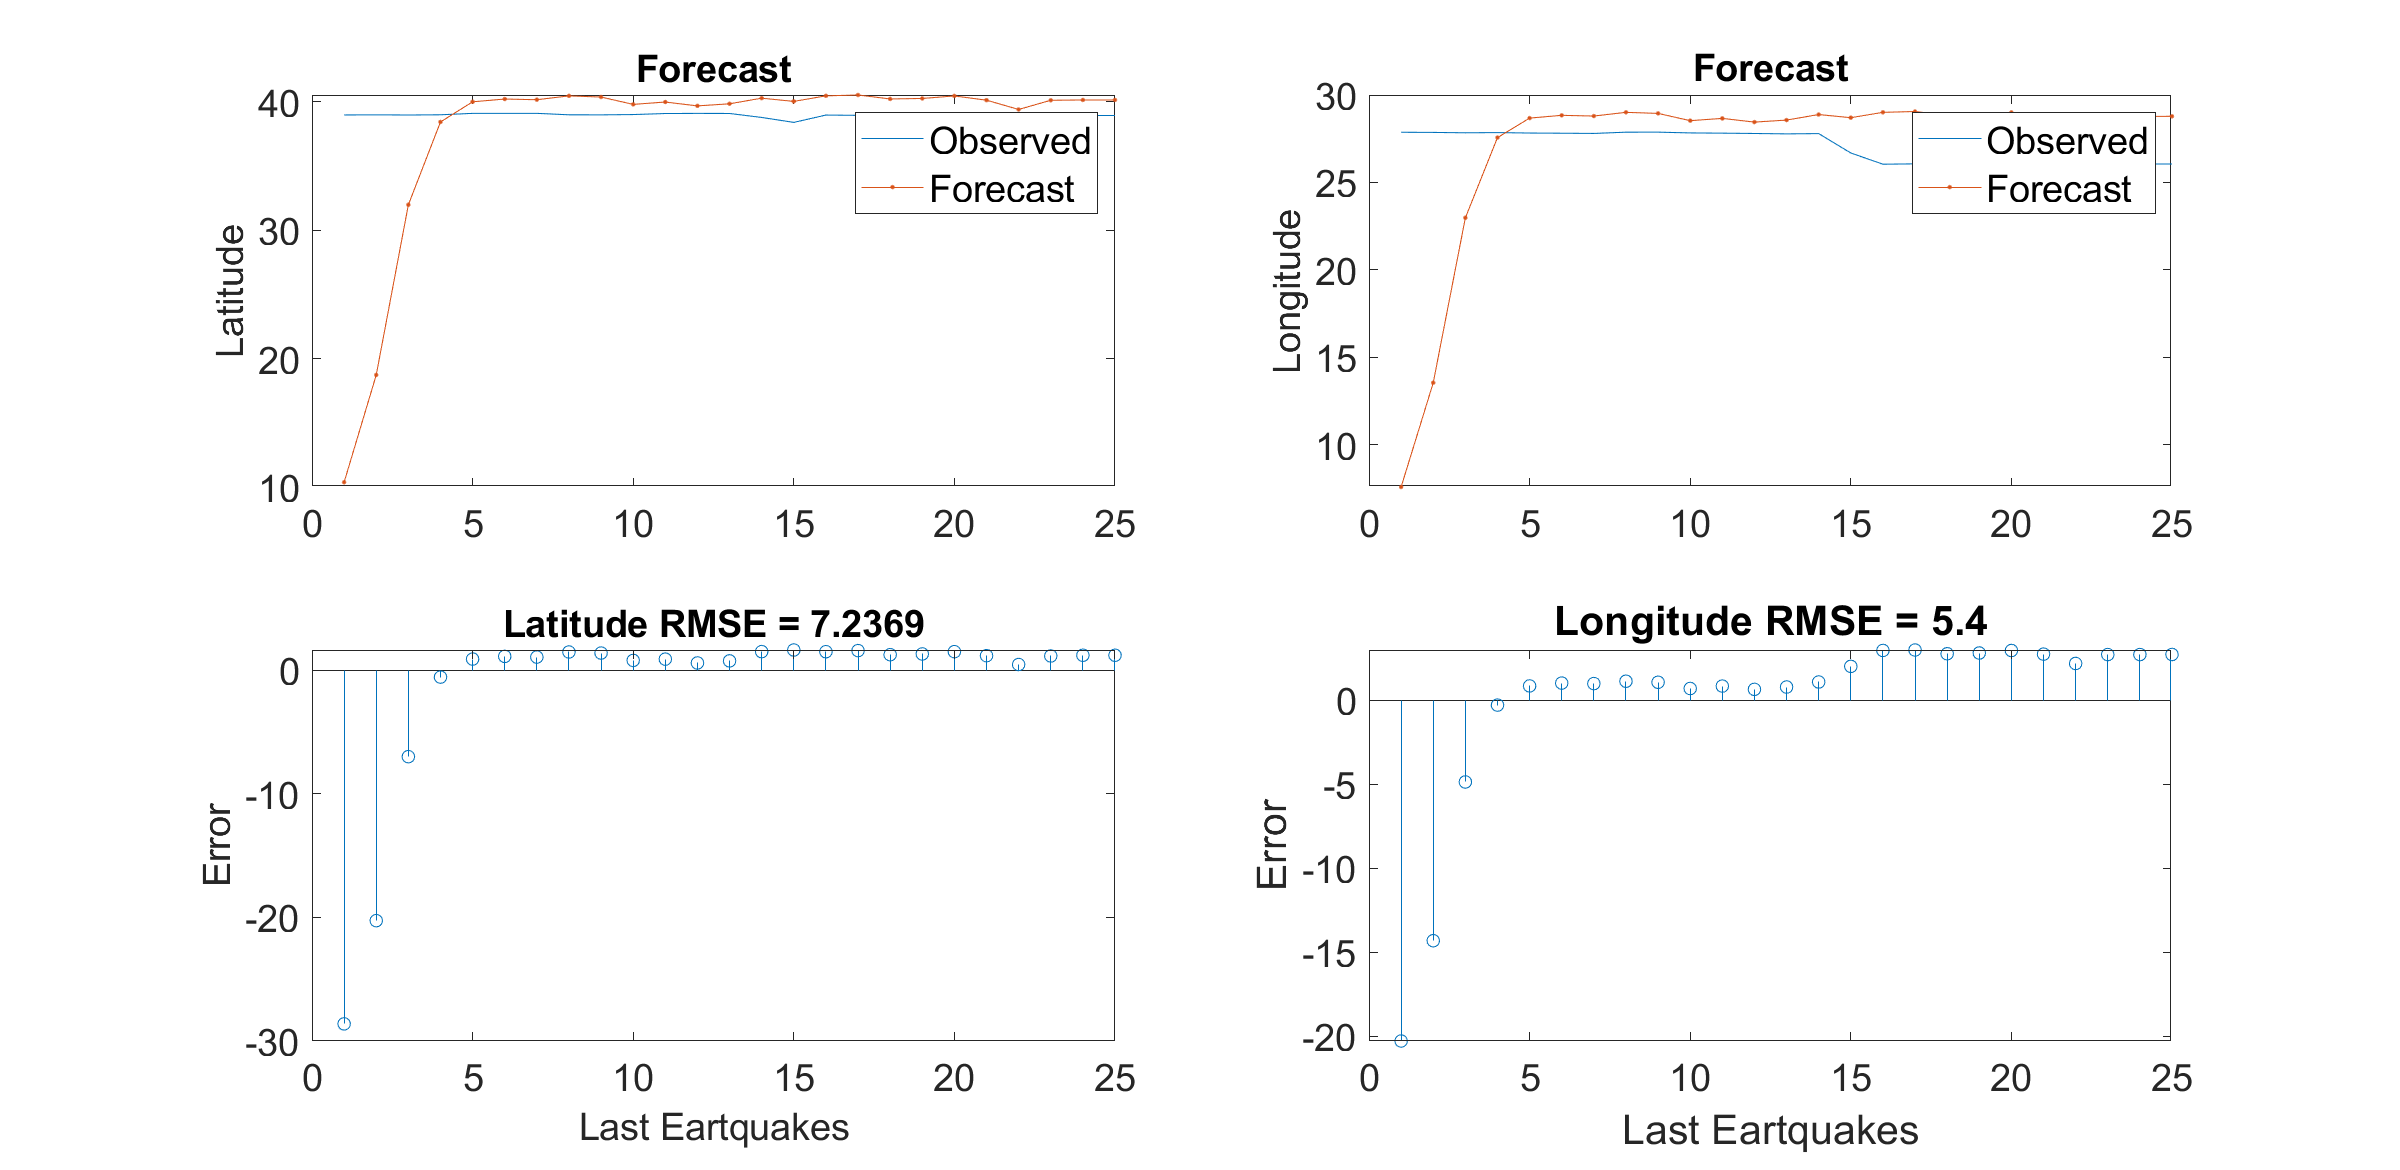 Forecast
40
30
20
10
Latitude
Observed
Forecast
0 5 10 15 20 25
Forecast
30
25
20
15
10
Longitude
Observed
Forecast
0 5 10 15 20 25
Latitude RMSE = 7.2369
0
-10
-20
-30
Error
0 5 10 15 20 25
Last Eartquakes
Longitude RMSE = 5.4
0
-5
-10
-15
-20
Error
0 5 10 15 20 25
Last Eartquakes